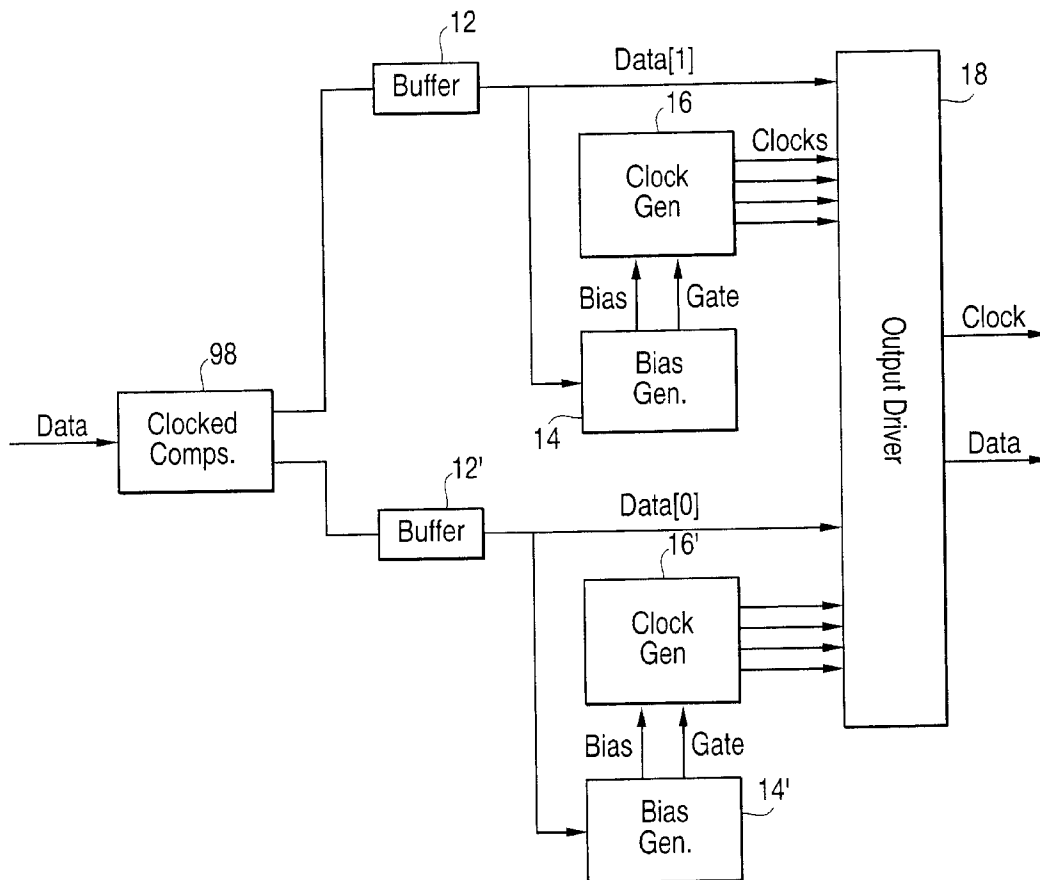 12
Buffer
Data[1]
18
16
Clocks
Clock
Gen
Bias
Gate
Bias
Gen.
14
Output Driver
Clock
Data
98
Data
Clocked
Comps.
12'
Buffer
Data[0]
16'
Clock
Gen
Bias
Gate
Bias
Gen.
14'